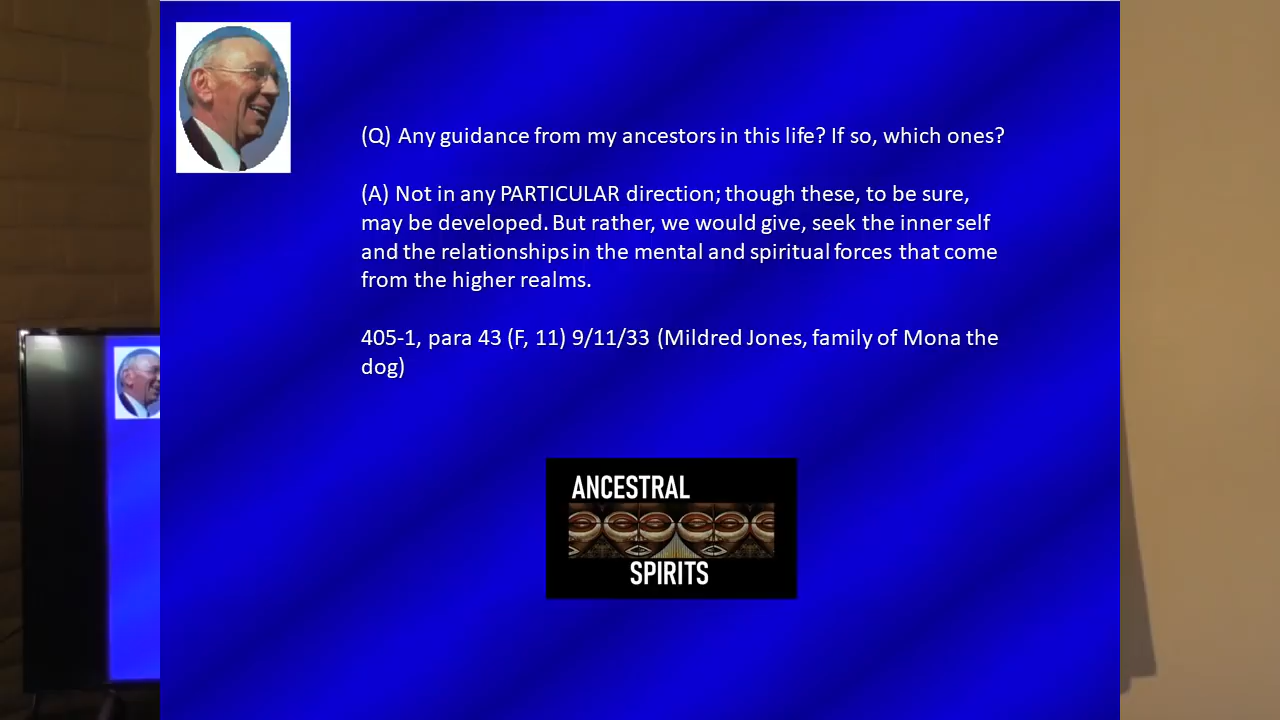 (Q) Any guidance from my ancestors in this life? If so, which ones?
(A) Not in any PARTICULAR direction; though these, to be sure,
may be developed. But rather, we would give, seek the inner self
and the relationships in the mental and spiritual forces that come
from the higher realms.
405-1, para 43 (F, 11) 9/11/33 (Mildred Jones, family of Mona the
dog)
ANCESTRAL
SPIRITS